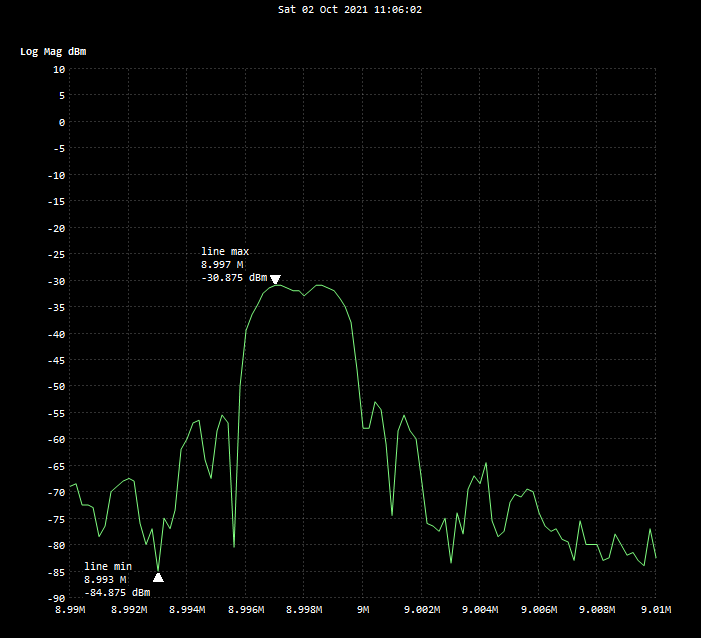 Sat 02 Oct 2021 11:06:02
Log Mag dBm
10
5
0
-5
-10
-15
-20
-25
-30
-35
-40
-45
-50
-55
-60
-65
-70
-75
-80
-85
-90
line max
8.997 M
-30.875 dBm
line min
8.993 M
-84.875 dBm
8.99M 8.992M 8.994M 8.996M 8.998M 9M 9.002M 9.004M 9.006M 9.008M 9.01M